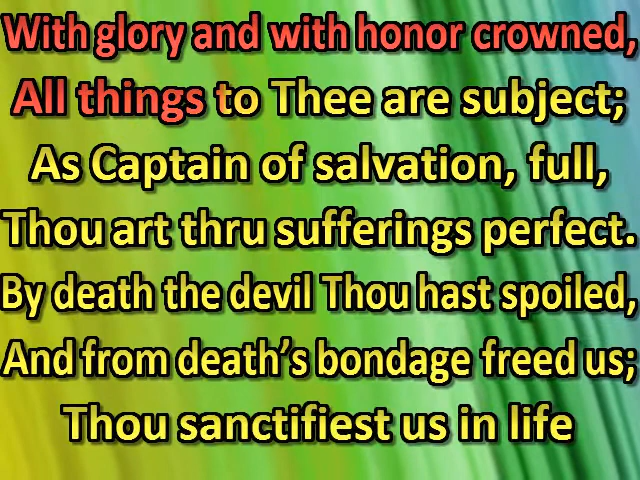 With glory and with honor crowned,
All things to Thee are subject;
As Captain of salvation, full,
Thou art thru sufferings perfect.
By death the devil Thou hast spoiled,
And from death’s bondage freed us;
Thou sanctifiest us in life